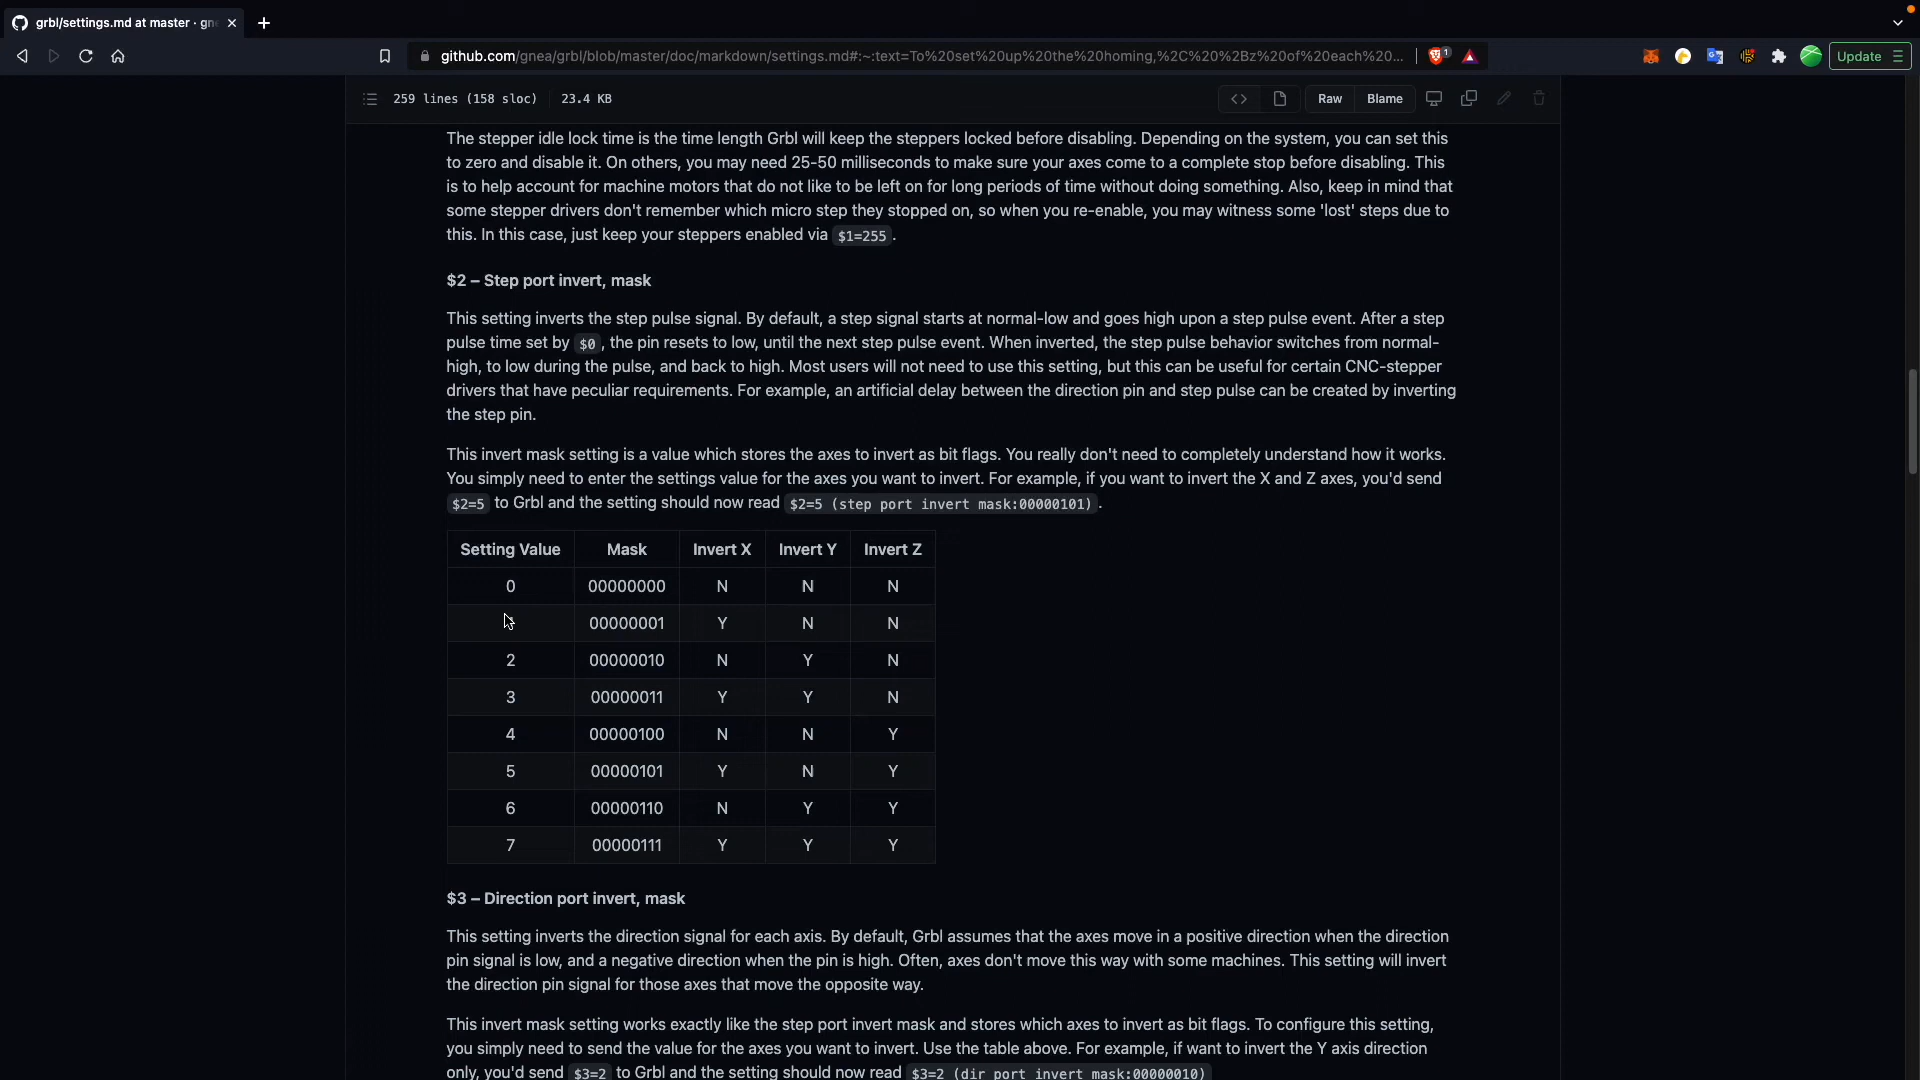 grbl/settings.md at master · gn
github.com/gnea/grbl/blob/master/doc/markdown/settings.md#:~:text=To%20set%20up%20the%20homing,%2C%20%2Bz%20of%20each%20...
1
Update
259 lines (158 sloc) 23.4 KB
Raw Blame
The stepper idle lock time is the time length Grbl will keep the steppers locked before disabling. Depending on the system, you can set this
to zero and disable it. On others, you may need 25-50 milliseconds to make sure your axes come to a complete stop before disabling. This
is to help account for machine motors that do not like to be left on for long periods of time without doing something. Also, keep in mind that
some stepper drivers don't remember which micro step they stopped on, so when you re-enable, you may witness some 'lost' steps due to
this. In this case, just keep your steppers enabled via $1=255 .
$2 – Step port invert, mask
This setting inverts the step pulse signal. By default, a step signal starts at normal-low and goes high upon a step pulse event. After a step
pulse time set by $0 , the pin resets to low, until the next step pulse event. When inverted, the step pulse behavior switches from normal-
high, to low during the pulse, and back to high. Most users will not need to use this setting, but this can be useful for certain CNC-stepper
drivers that have peculiar requirements. For example, an artificial delay between the direction pin and step pulse can be created by inverting
the step pin.
This invert mask setting is a value which stores the axes to invert as bit flags. You really don't need to completely understand how it works.
You simply need to enter the settings value for the axes you want to invert. For example, if you want to invert the X and Z axes, you'd send
$2=5 to Grbl and the setting should now read $2=5 (step port invert mask:00000101) .
Setting Value Mask Invert X Invert Y Invert Z
0 00000000 N N N
00000001 Y N N
2 00000010 N Y N
3 00000011 Y Y N
4 00000100 N N Y
5 00000101 Y N Y
6 00000110 N Y Y
7 00000111 Y Y Y
$3 – Direction port invert, mask
This setting inverts the direction signal for each axis. By default, Grbl assumes that the axes move in a positive direction when the direction
pin signal is low, and a negative direction when the pin is high. Often, axes don't move this way with some machines. This setting will invert
the direction pin signal for those axes that move the opposite way.
This invert mask setting works exactly like the step port invert mask and stores which axes to invert as bit flags. To configure this setting,
you simply need to send the value for the axes you want to invert. Use the table above. For example, if want to invert the Y axis direction
only, you'd send $3=2 to Grbl and the setting should now read $3=2 (dir port invert mask:00000010)